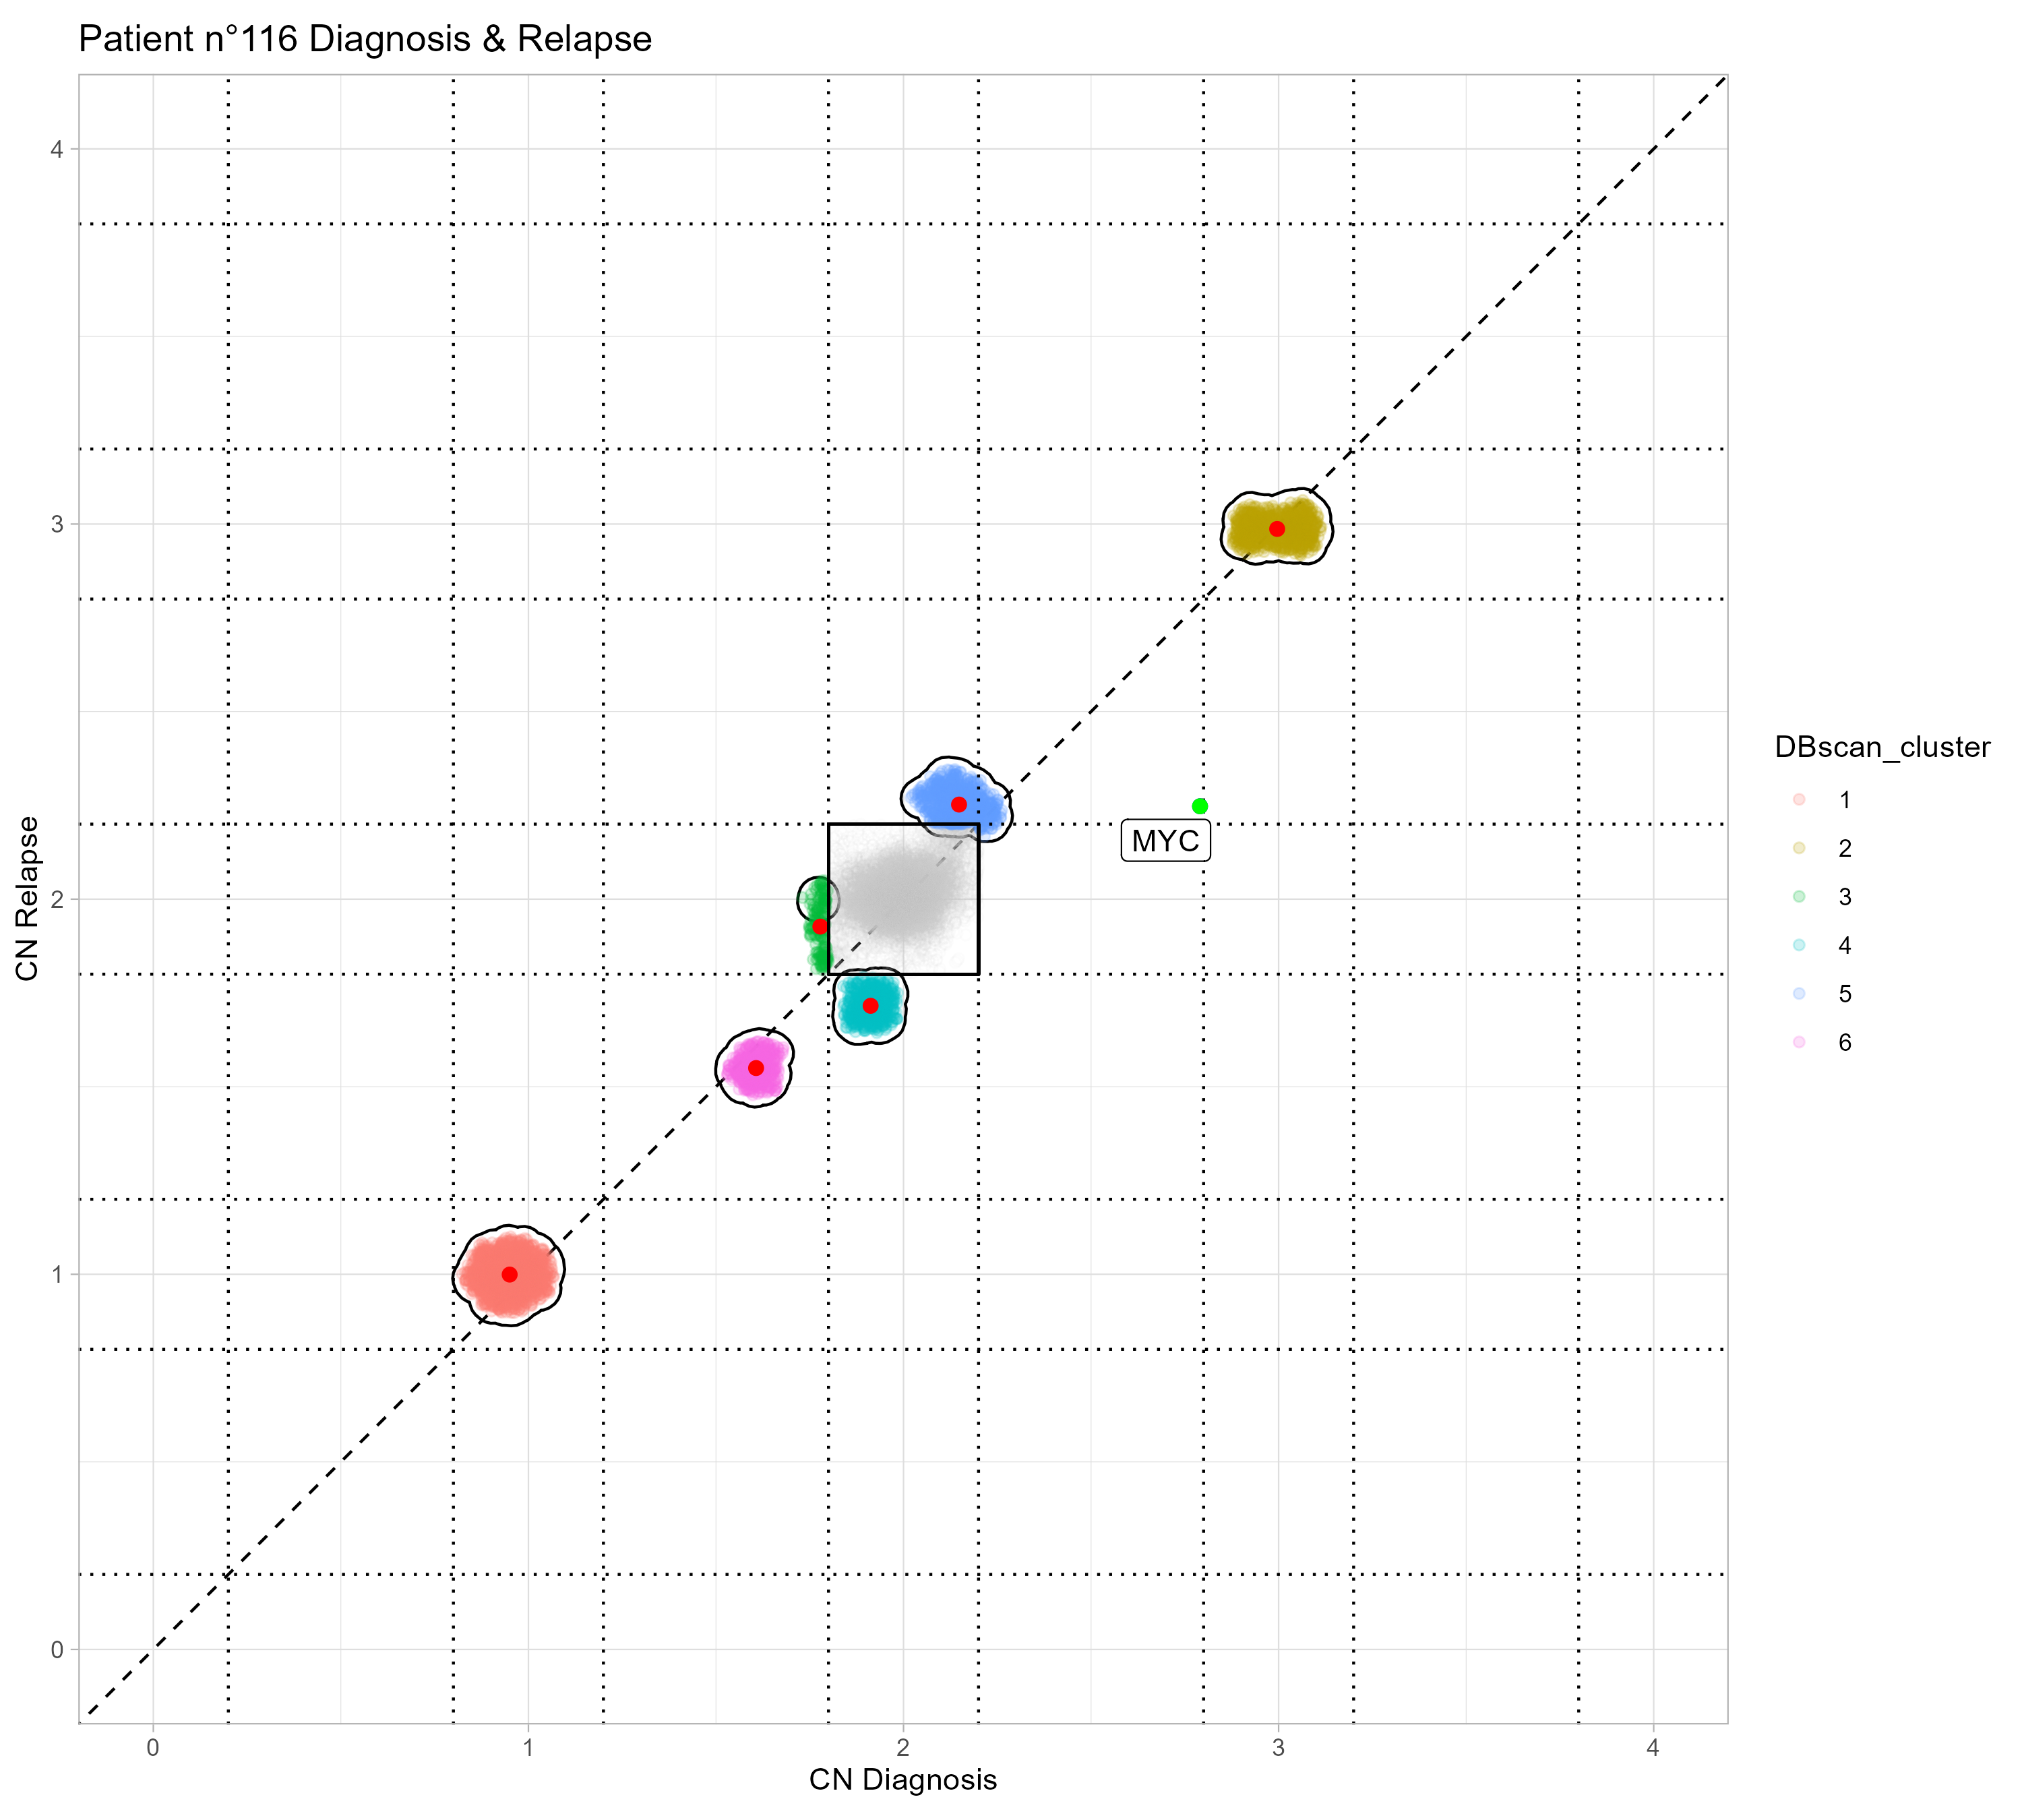 Patient n°116 Diagnosis & Relapse
4
3
2
1
0
CN Relapse
0 1 2 3 4
CN Diagnosis
MYC
DBscan_cluster
1
2
3
4
5
6